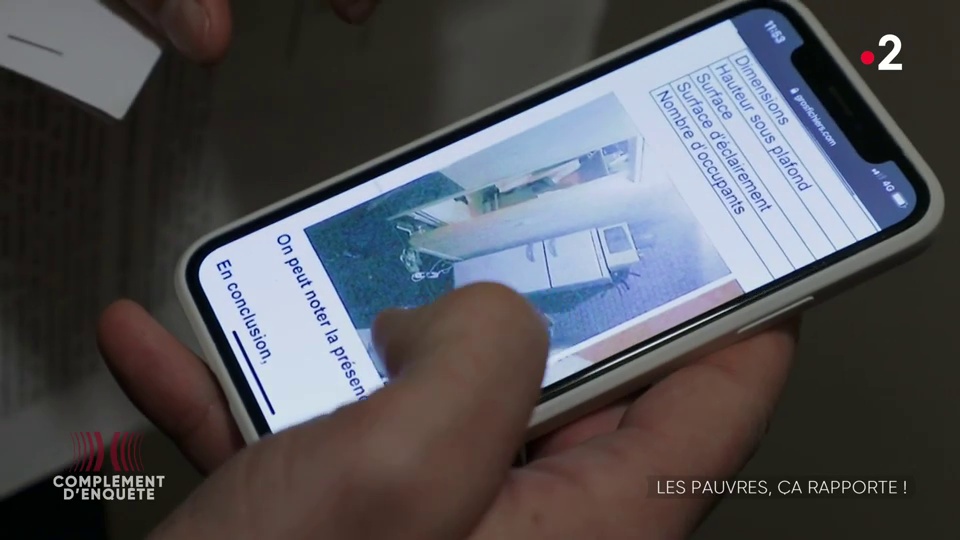 2
11:53
4G
grosfichiers.com
Dimensions
Hauteur sous plafond
Surface
Surface d'éclairement
Nombre d'occupants
On peut noter la présen
En conclusion,
COMPLÉMENT
D'ENQUÊTE
LES PAUVRES, ÇA RAPPORTE !